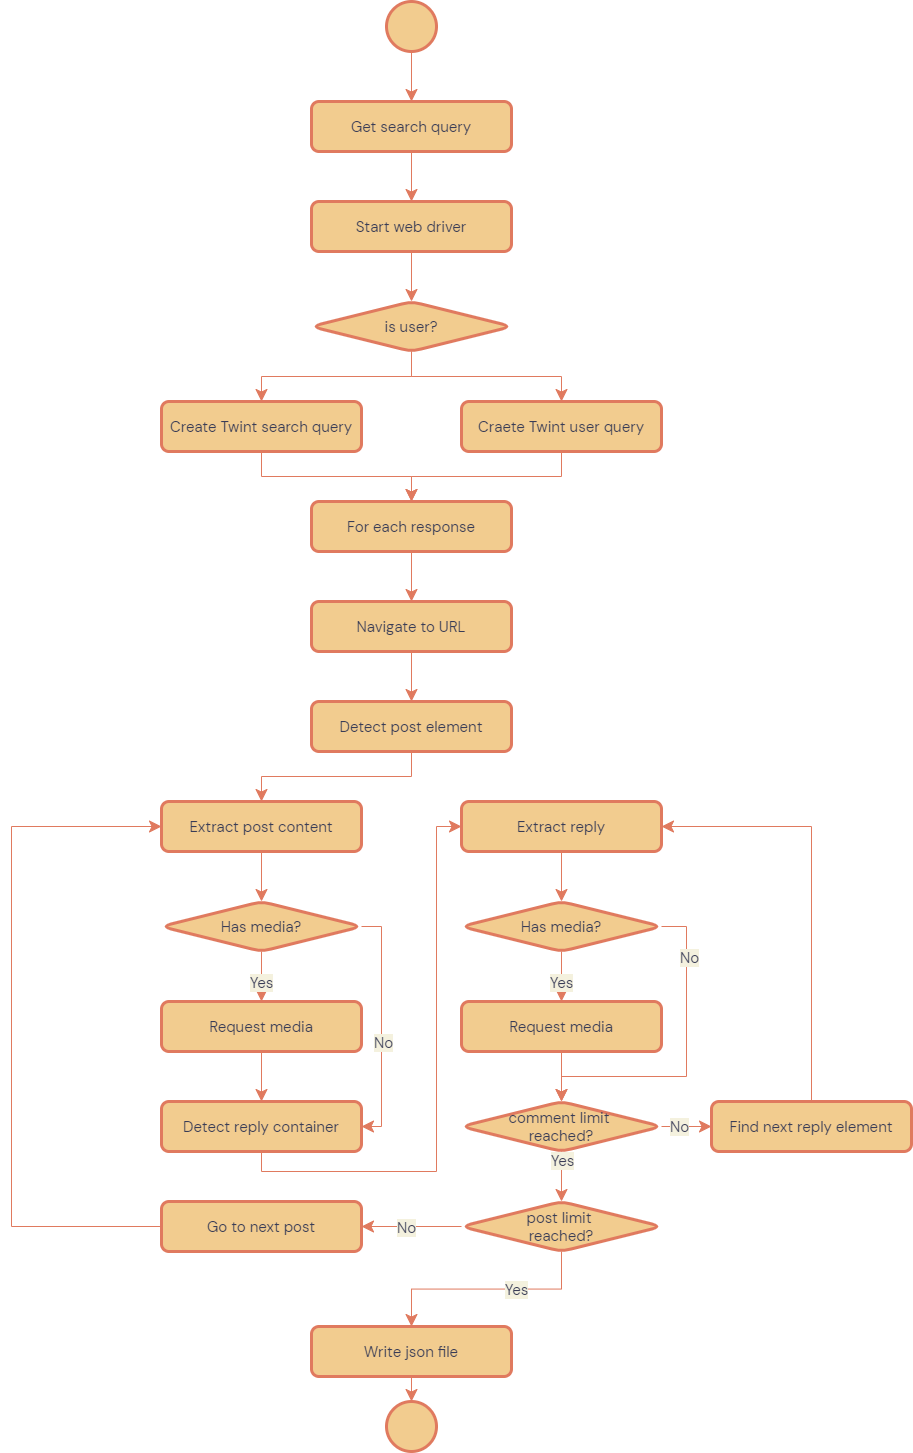 Get search query
Start web driver
is user?
Create Twint search query
Craete Twint user query
For each response
Navigate to URL
Detect post element
Extract post content
Extract reply
Has media?
Has media?
No
Yes
Yes
Request media
Request media
No
Detect reply container
comment limit
reached?
No
Find next reply element
Yes
Go to next post
No
post limit
reached?
Yes
Write json file